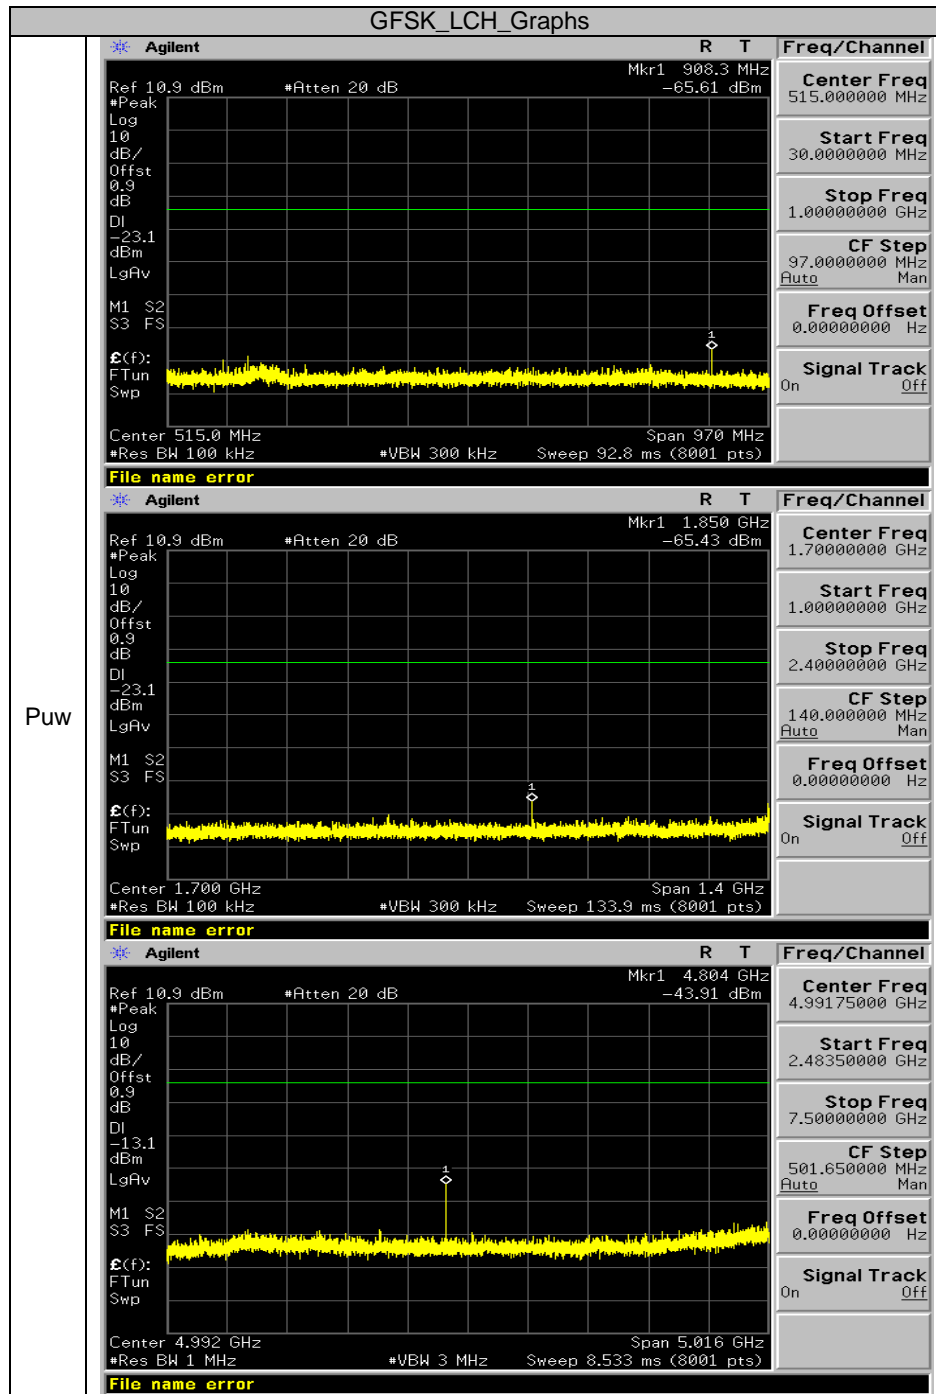 GFSK_LCH_Graphs
Puw
Agilent R T Freq/Channel
Mkr1 908.3 MHz
Ref 10.9 dBm #Atten 20 dB -65.61 dBm
#Peak
Log
10
dB/
Offst
0.9
dB
DI
-23.1
dBm
LgAv
M1 S2
S3 FS
£(f):
FTun
Swp
1
Center 515.0 MHz Span 970 MHz
#Res BW 100 kHz #VBW 300 kHz Sweep 92.8 ms (8001 pts)
File name error
Center Freq
515.000000 MHz
Start Freq
30.0000000 MHz
Stop Freq
1.00000000 GHz
CF Step
97.0000000 MHz
Auto Man
Freq Offset
0.00000000 Hz
Signal Track
On Off
Agilent R T Freq/Channel
Mkr1 1.850 GHz
Ref 10.9 dBm #Atten 20 dB -65.43 dBm
#Peak
Log
10
dB/
Offst
0.9
dB
DI
-23.1
dBm
LgAv
M1 S2
S3 FS
£(f):
FTun
Swp
1
Center 1.700 GHz Span 1.4 GHz
#Res BW 100 kHz #VBW 300 kHz Sweep 133.9 ms (8001 pts)
File name error
Center Freq
1.70000000 GHz
Start Freq
1.00000000 GHz
Stop Freq
2.40000000 GHz
CF Step
140.000000 MHz
Auto Man
Freq Offset
0.00000000 Hz
Signal Track
On Off
Agilent R T Freq/Channel
Mkr1 4.804 GHz
Ref 10.9 dBm #Atten 20 dB -43.91 dBm
#Peak
Log
10
dB/
Offst
0.9
dB
DI
-13.1
dBm
LgAv
M1 S2
S3 FS
£(f):
FTun
Swp
1
Center 4.992 GHz Span 5.016 GHz
#Res BW 1 MHz #VBW 3 MHz Sweep 8.533 ms (8001 pts)
File name error
Center Freq
4.99175000 GHz
Start Freq
2.48350000 GHz
Stop Freq
7.50000000 GHz
CF Step
501.650000 MHz
Auto Man
Freq Offset
0.00000000 Hz
Signal Track
On Off